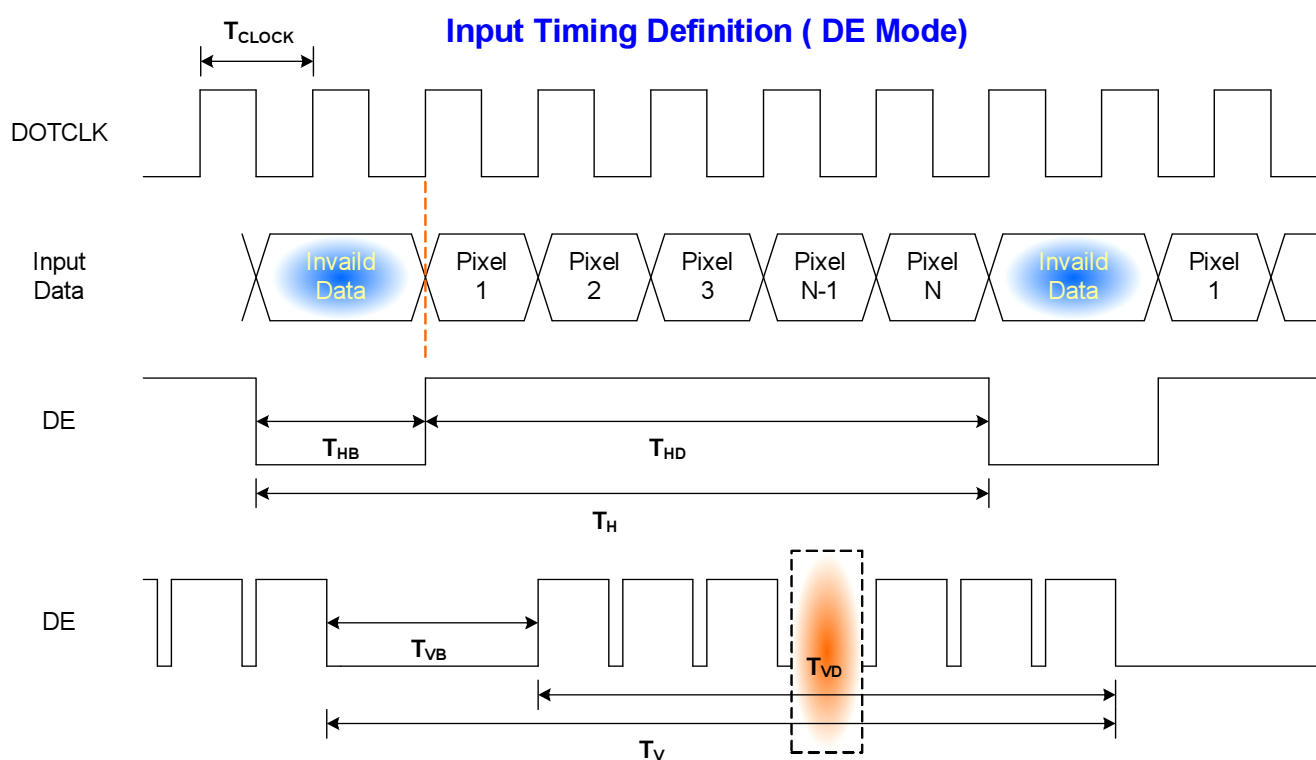 Input Timing Definition ( DE Mode)
TCLOCK
DOTCLK
Input
Data
Invaild
Data
Pixel
1
Pixel
2
Pixel
3
Pixel
N-1
Pixel
N
Invaild
Data
Pixel
1
DE
THB
THD
TH
DE
TVB
TVD
TV